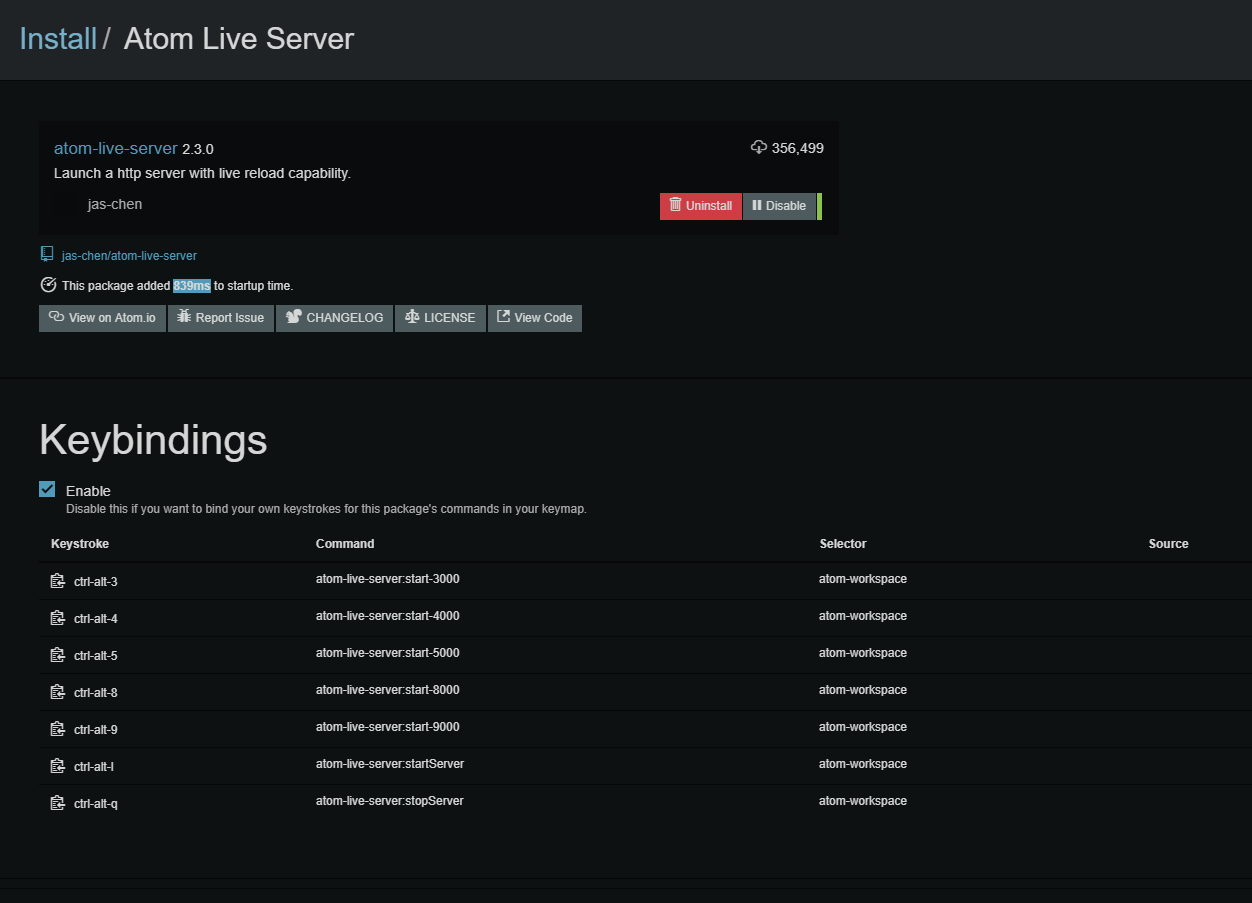 Install / Atom Live Server
atom-live-server 2.3.0
356,499
Launch a http server with live reload capability.
jas-chen
Uninstall
Disable
jas-chen/atom-live-server
This package added 839ms to startup time.
View on Atom.io
Report Issue
CHANGELOG
LICENSE
View Code
Keybindings
Enable
Disable this if you want to bind your own keystrokes for this package's commands in your keymap.
Keystroke Command Selector Source
ctrl-alt-3 atom-live-server:start-3000 atom-workspace
ctrl-alt-4 atom-live-server:start-4000 atom-workspace
ctrl-alt-5 atom-live-server:start-5000 atom-workspace
ctrl-alt-8 atom-live-server:start-8000 atom-workspace
ctrl-alt-9 atom-live-server:start-9000 atom-workspace
ctrl-alt-l atom-live-server:startServer atom-workspace
ctrl-alt-q atom-live-server:stopServer atom-workspace